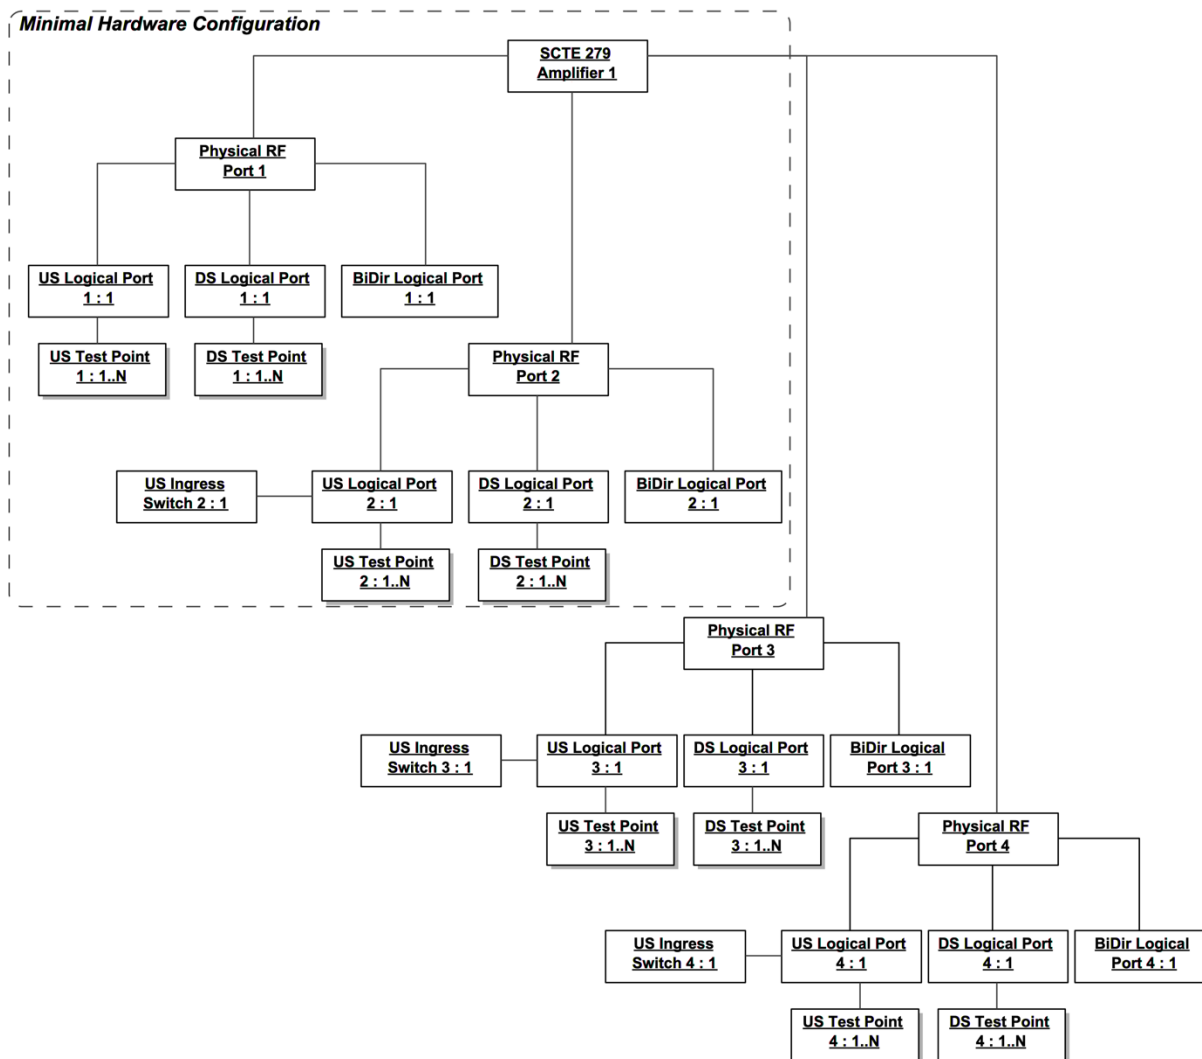 Minimal Hardware Configuration
SCTE 279
Amplifier 1
Physical RF
Port 1
US Logical Port
1 : 1
DS Logical Port
1 : 1
BiDir Logical Port
1 : 1
US Test Point
1 : 1..N
DS Test Point
1 : 1..N
Physical RF
Port 2
US Ingress
Switch 2 : 1
US Logical Port
2 : 1
DS Logical Port
2 : 1
BiDir Logical Port
2 : 1
US Test Point
2 : 1..N
DS Test Point
2 : 1..N
Physical RF
Port 3
US Ingress
Switch 3 : 1
US Logical Port
3 : 1
DS Logical Port
3 : 1
BiDir Logical
Port 3 : 1
US Test Point
3 : 1..N
DS Test Point
3 : 1..N
Physical RF
Port 4
US Ingress
Switch 4 : 1
US Logical Port
4 : 1
DS Logical Port
4 : 1
BiDir Logical
Port 4 : 1
US Test Point
4 : 1..N
DS Test Point
4 : 1..N